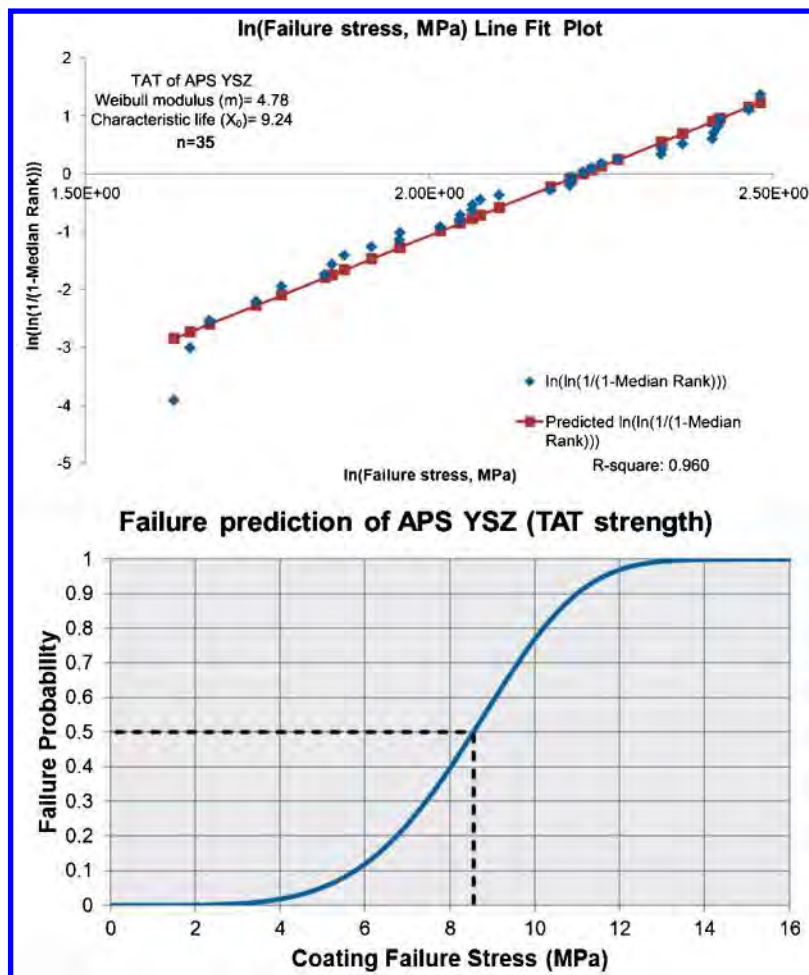 ln(Failure stress, MPa) Line Fit Plot
2
TAT of APS YSZ
Weibull modulus (m)= 4.78
Characteristic life (X₀)= 9.24
n=35
1
0
1.50E+00
2.00E+00
2.50E+00
-1
-2
-3
-4
-5
ln(ln(1/(1-Median Rank)))
ln(ln(1/(1-Median Rank)))
Predicted ln(ln(1/(1-Median
Rank)))
R-square: 0.960
ln(Failure stress, MPa)
Failure prediction of APS YSZ (TAT strength)
1
0.9
0.8
0.7
0.6
0.5
0.4
0.3
0.2
0.1
0
Failure Probability
0 2 4 6 8 10 12 14 16
Coating Failure Stress (MPa)